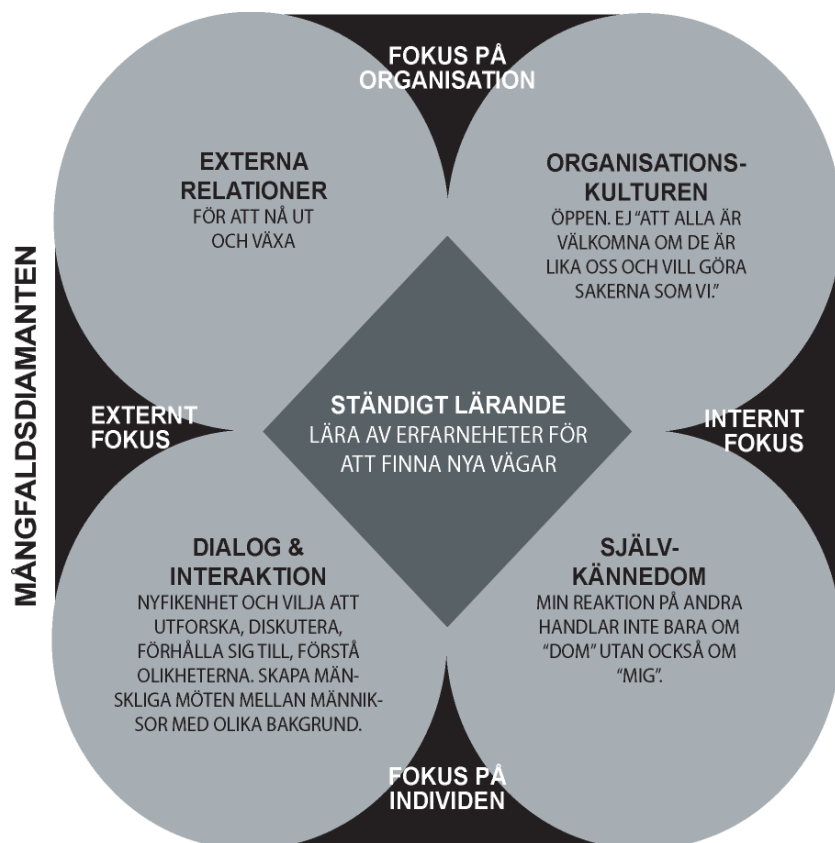 MÅNGFALDSDIAMANTEN
FOKUS PÅ
ORGANISATION
EXTERNA
RELATIONER
FÖR ATT NÅ UT
OCH VÄXA
ORGANISATIONS-
KULTUREN
ÖPPEN. EJ “ATT ALLA ÄR
VÄLKOMNA OM DE ÄR
LIKA OSS OCH VILL GÖRA
SAKERNA SOM VI.”
EXTERNT
FOKUS
STÄNDIGT LÄRANDE
LÄRA AV ERFARNEHETER FÖR
ATT FINNA NYA VÄGAR
INTERNT
FOKUS
DIALOG &
INTERAKTION
NYFIKENHET OCH VILJA ATT
UTFORSKA, DISKUTERA,
FÖRHÅLLA SIG TILL, FÖRSTÅ
OLIKHETERNA. SKAPA MÄN-
SKLIGA MÖTEN MELLAN MÄNNIK-
SOR MED OLIKA BAKGRUND.
SJÄLV-
KÄNNEDOM
MIN REAKTION PÅ ANDRA
HANDLAR INTE BARA OM
“DOM” UTAN OCKSÅ OM
“MIG”.
FOKUS PÅ
INDIVIDEN